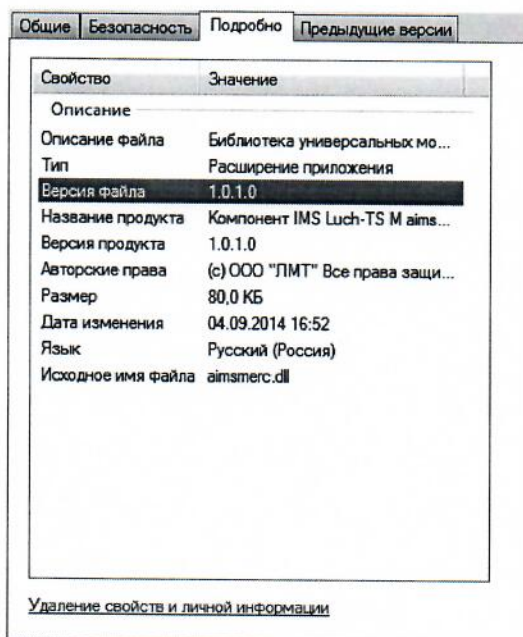 Общие Безопасность Подробно Предыдущие версии
Свойство Значение
Описание
Описание файла Библиотека универсальных мо...
Тип Расширение приложения
Версия файла 1.0.1.0
Название продукта Компонент IMS Luch-TS M aims...
Версия продукта 1.0.1.0
Авторские права (с) ООО "ЛМТ" Все права защи...
Размер 80,0 КБ
Дата изменения 04.09.2014 16:52
Язык Русский (Россия)
Исходное имя файла aimsmerc.dll
Удаление свойств и личной информации